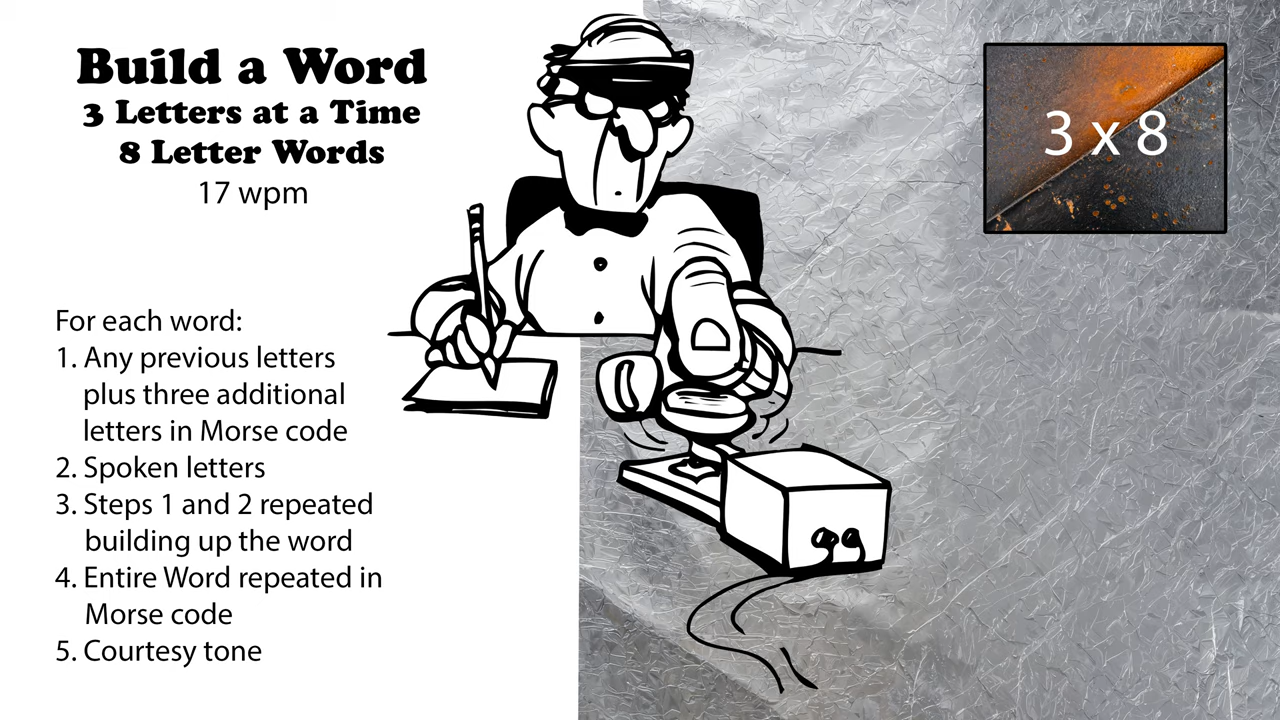 Build a Word
3 Letters at a Time
8 Letter Words
17 wpm
3 x 8
For each word:
1. Any previous letters
plus three additional
letters in Morse code
2. Spoken letters
3. Steps 1 and 2 repeated
building up the word
4. Entire Word repeated in
Morse code
5. Courtesy tone